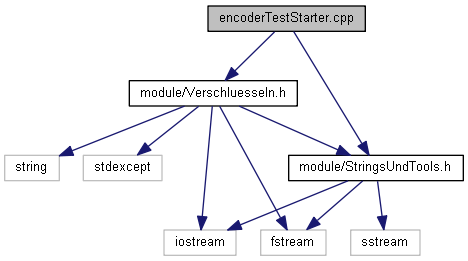 encoderTestStarter.cpp
module/Verschluesseln.h
string
stdexcept
module/StringsUndTools.h
iostream
fstream
sstream